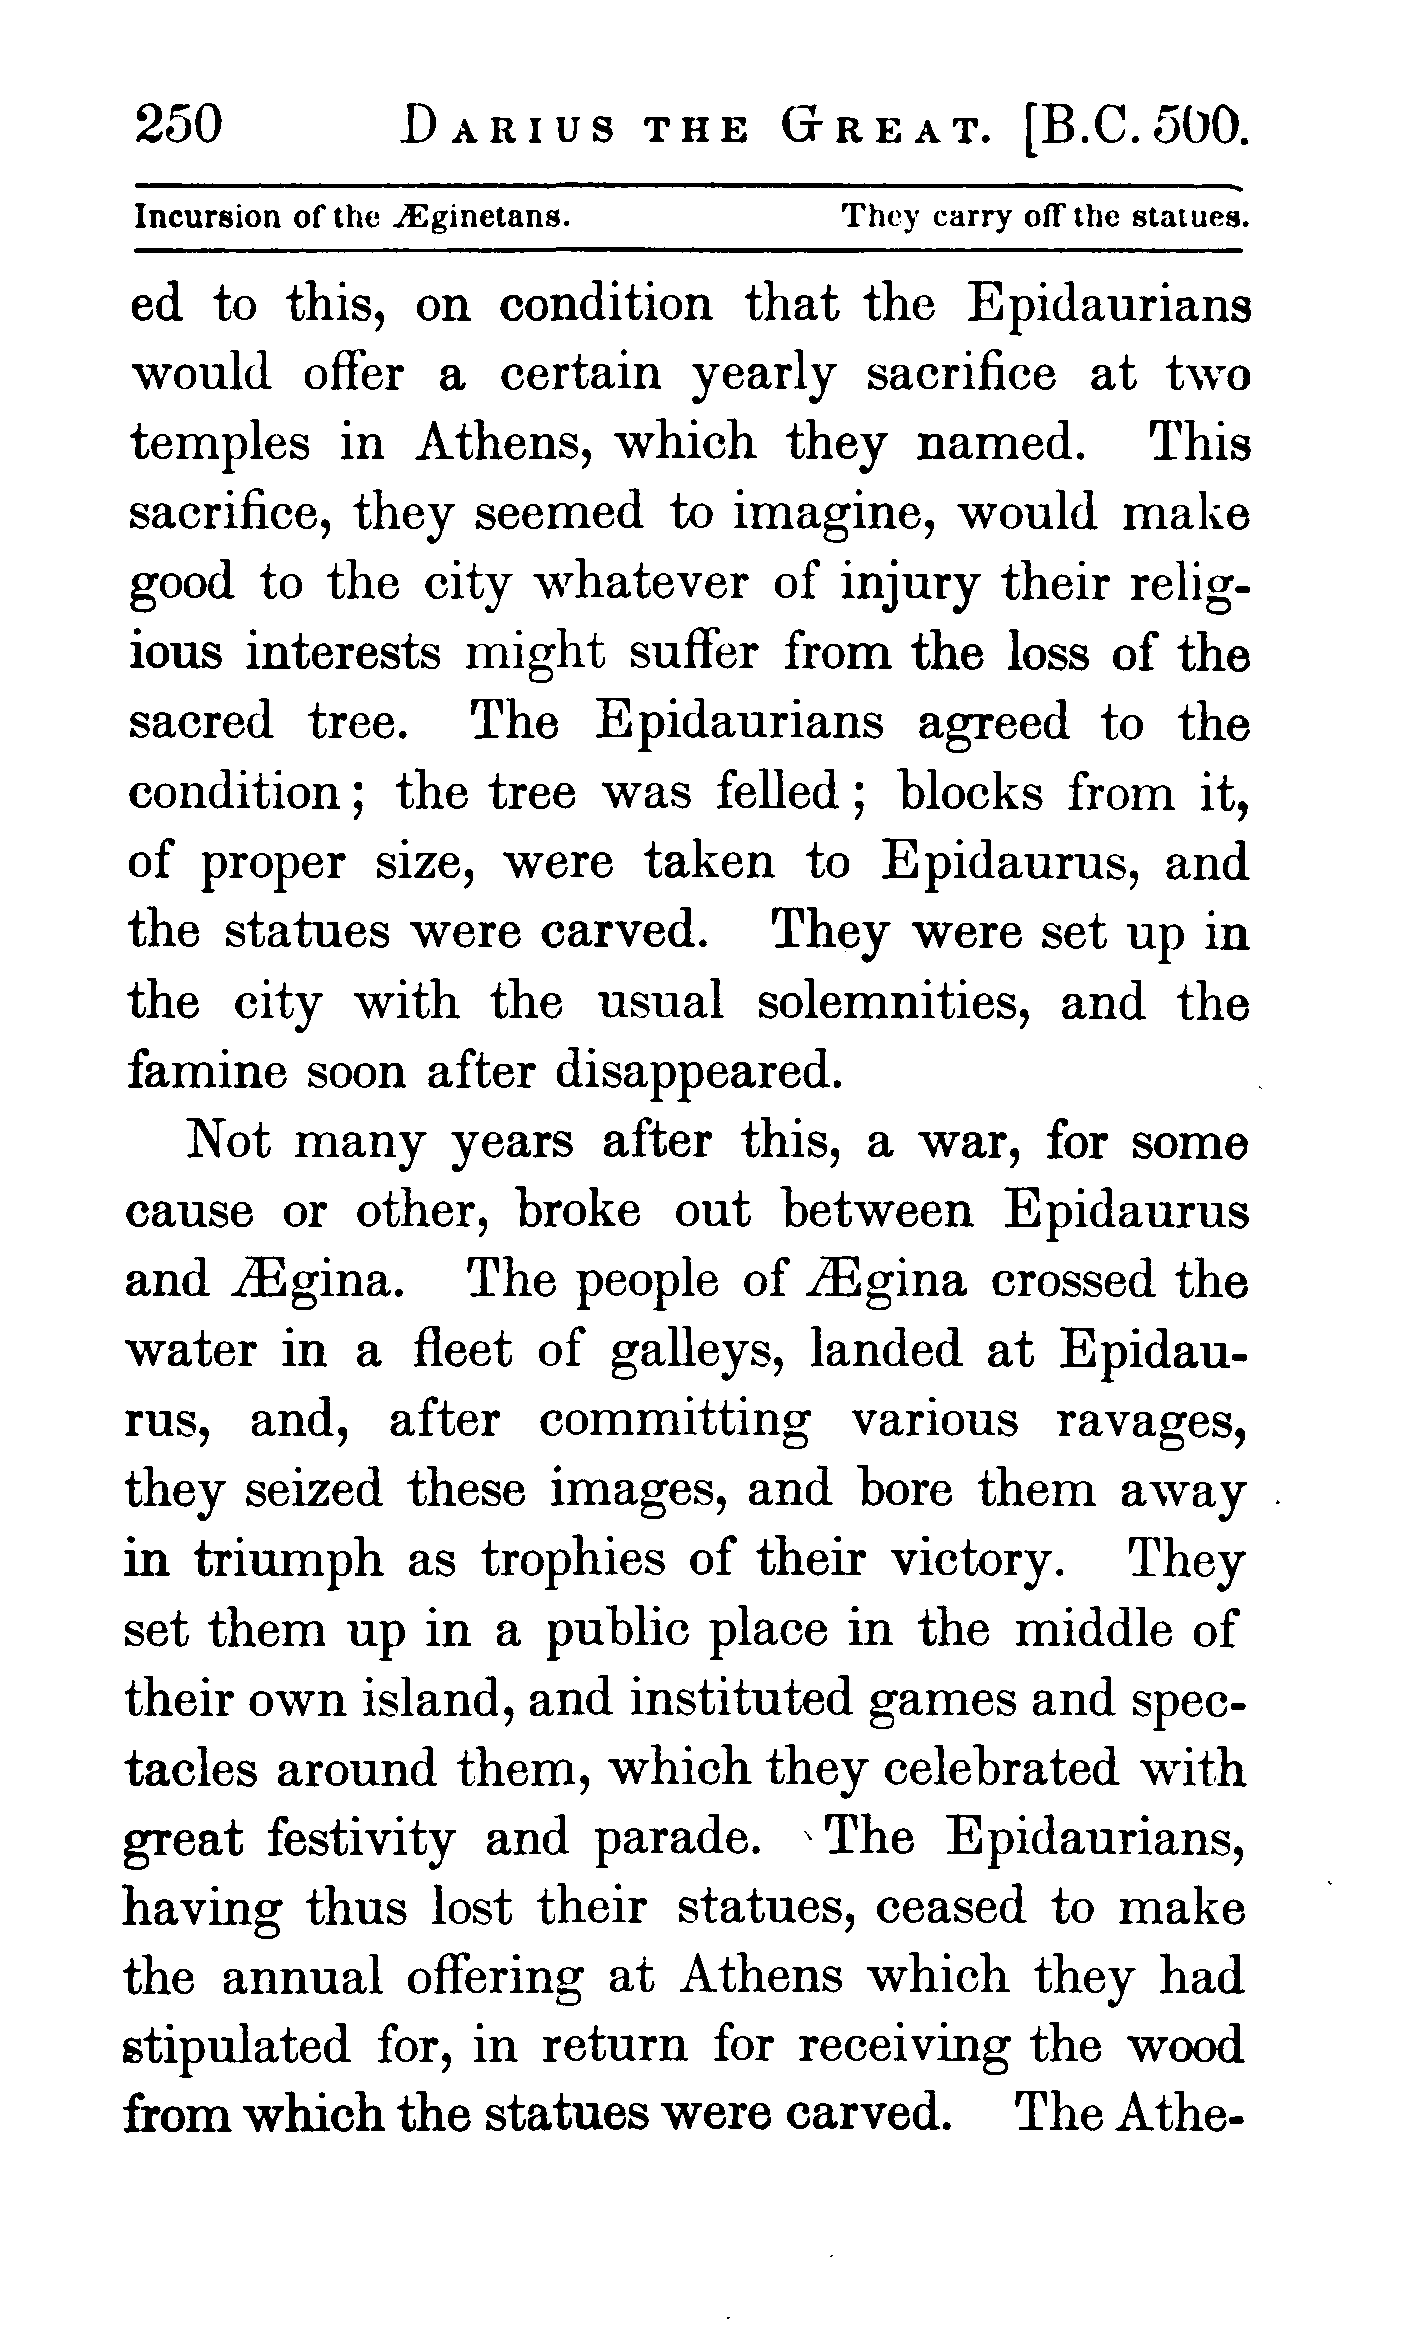 250 DARIUS THE GREAT. [B.C. 500.
Incursion of the Æginetans. They carry off the statues.
ed to this, on condition that the Epidaurians
would offer a certain yearly sacrifice at two
temples in Athens, which they named. This
sacrifice, they seemed to imagine, would make
good to the city whatever of injury their relig-
ious interests might suffer from the loss of the
sacred tree. The Epidaurians agreed to the
condition; the tree was felled; blocks from it,
of proper size, were taken to Epidaurus, and
the statues were carved. They were set up in
the city with the usual solemnities, and the
famine soon after disappeared.
Not many years after this, a war, for some
cause or other, broke out between Epidaurus
and Ægina. The people of Ægina crossed the
water in a fleet of galleys, landed at Epidau-
rus, and, after committing various ravages,
they seized these images, and bore them away
in triumph as trophies of their victory. They
set them up in a public place in the middle of
their own island, and instituted games and spec-
tacles around them, which they celebrated with
great festivity and parade. The Epidaurians,
having thus lost their statues, ceased to make
the annual offering at Athens which they had
stipulated for, in return for receiving the wood
from which the statues were carved. The Athe-